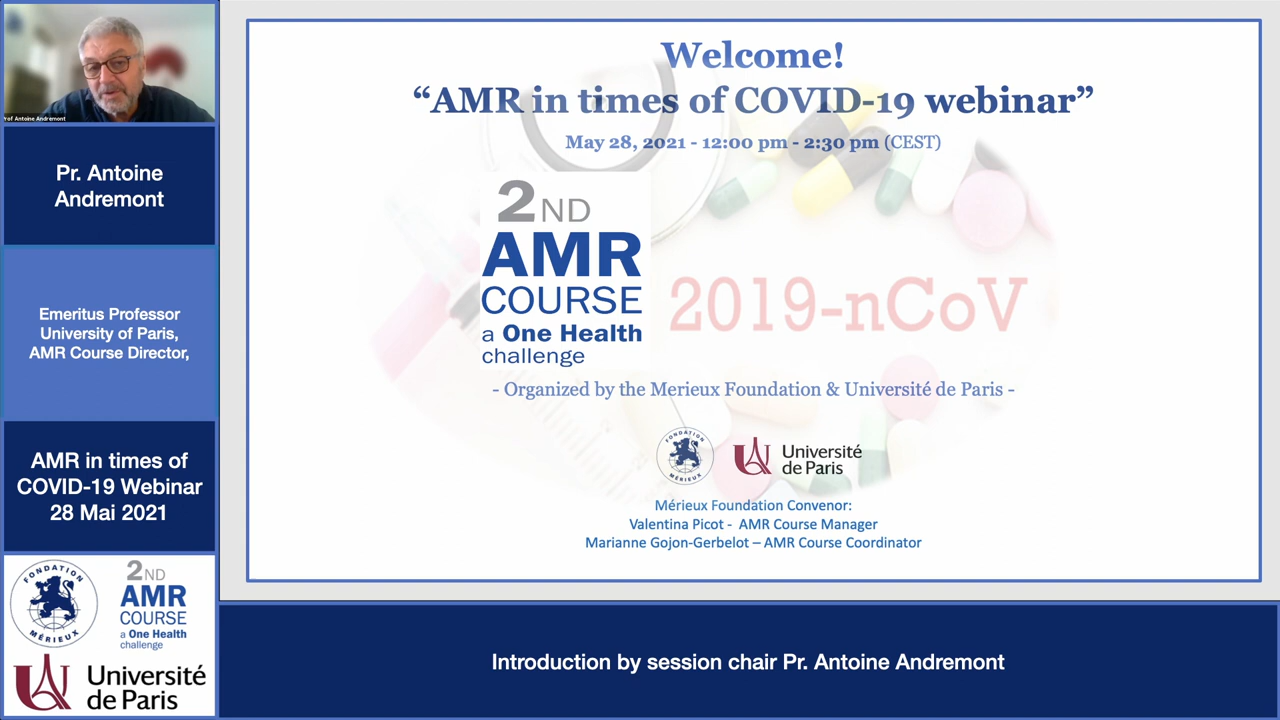 Prof Antoine Andremont
Pr. Antoine
Andremont
Emeritus Professor
University of Paris,
AMR Course Director,
AMR in times of
COVID-19 Webinar
28 Mai 2021
FONDATION
MÉRIEUX
2ND
AMR
COURSE
a One Health
challenge
Université
de Paris
Welcome!
“AMR in times of COVID-19 webinar”
May 28, 2021 - 12:00 pm - 2:30 pm (CEST)
2ND
AMR
COURSE
a One Health
challenge
2019-nCoV
- Organized by the Merieux Foundation & Université de Paris -
FONDATION
MÉRIEUX
Université
de Paris
Mérieux Foundation Convenor:
Valentina Picot - AMR Course Manager
Marianne Gojon-Gerbelot – AMR Course Coordinator
Introduction by session chair Pr. Antoine Andremont